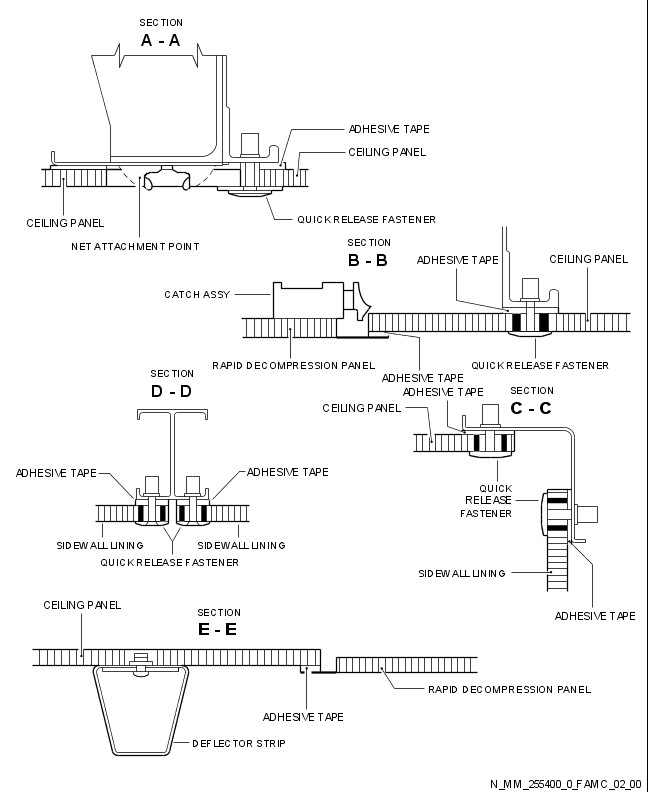 SECTION
A - A
ADHESIVE TAPE
CEILING PANEL
CEILING PANEL
QUICK RELEASE FASTENER
NET ATTACHMENT POINT
SECTION
B - B
ADHESIVE TAPE
CEILING PANEL
CATCH ASSY
RAPID DECOMPRESSION PANEL
QUICK RELEASE FASTENER
ADHESIVE TAPE
SECTION
D - D
ADHESIVE TAPE
ADHESIVE TAPE
SIDEWALL LINING
SIDEWALL LINING
QUICK RELEASE FASTENER
ADHESIVE TAPE
SECTION
C - C
CEILING PANEL
QUICK
RELEASE
FASTENER
SIDEWALL LINING
ADHESIVE TAPE
CEILING PANEL
SECTION
E - E
RAPID DECOMPRESSION PANEL
ADHESIVE TAPE
DEFLECTOR STRIP
N_MM_255400_0_FAMC_02_00